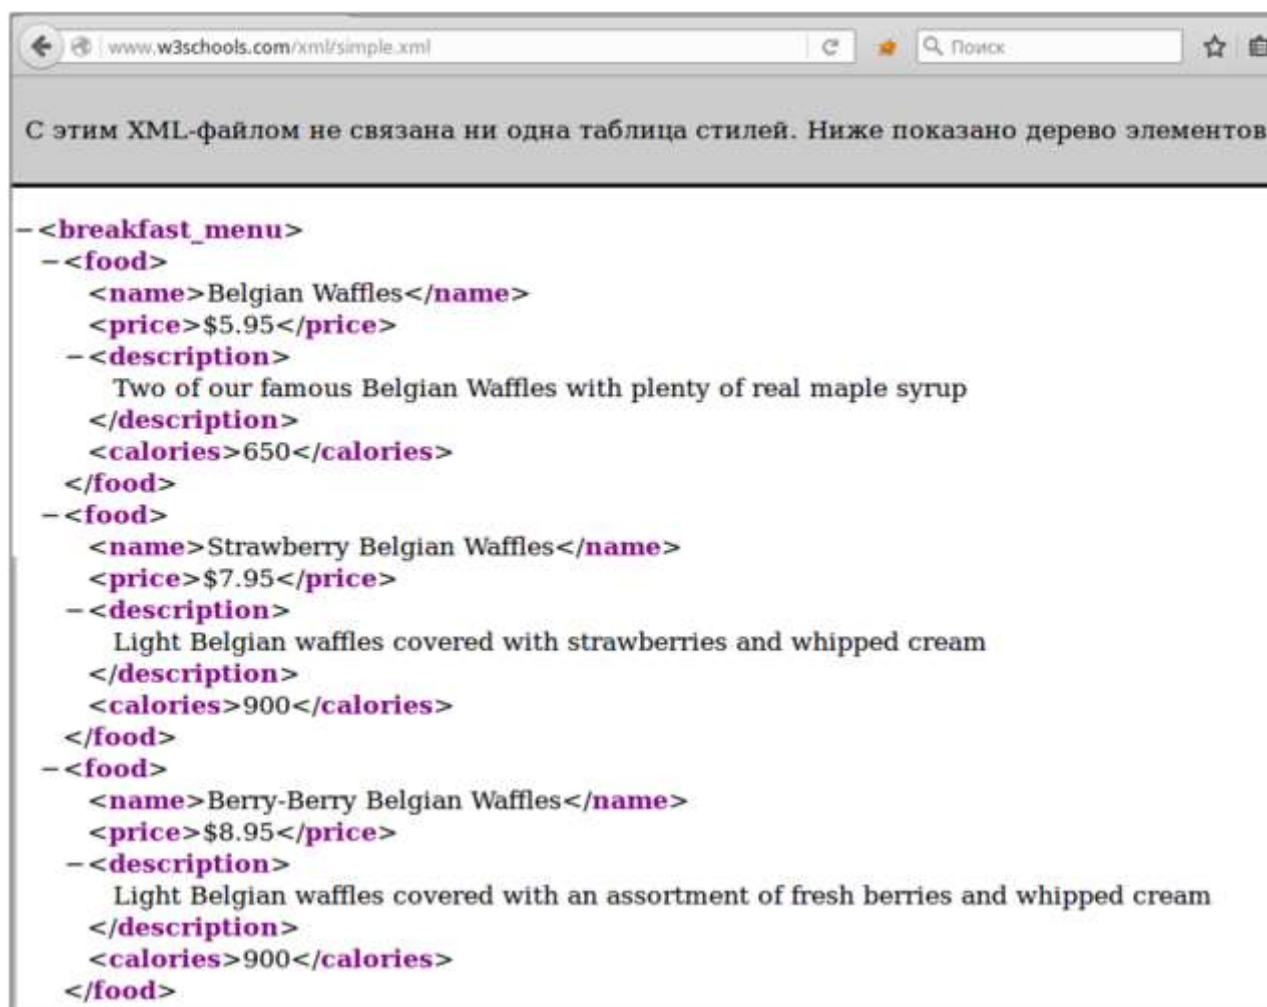 www.w3schools.com/xml/simple.xml
Поиск
С этим XML-файлом не связана ни одна таблица стилей. Ниже показано дерево элементов
−<breakfast_menu>
−<food>
<name>Belgian Waffles</name>
<price>$5.95</price>
−<description>
Two of our famous Belgian Waffles with plenty of real maple syrup
</description>
<calories>650</calories>
</food>
−<food>
<name>Strawberry Belgian Waffles</name>
<price>$7.95</price>
−<description>
Light Belgian waffles covered with strawberries and whipped cream
</description>
<calories>900</calories>
</food>
−<food>
<name>Berry-Berry Belgian Waffles</name>
<price>$8.95</price>
−<description>
Light Belgian waffles covered with an assortment of fresh berries and whipped cream
</description>
<calories>900</calories>
</food>